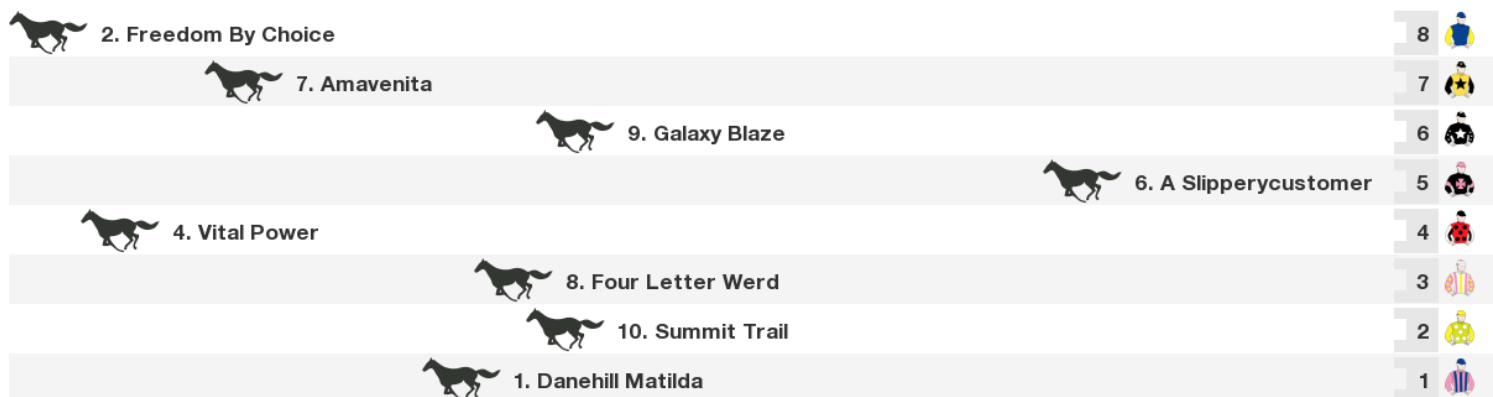 2. Freedom By Choice 8
7. Amavenita 7
9. Galaxy Blaze 6
6. A Slipperycustomer 5
4. Vital Power 4
8. Four Letter Werd 3
10. Summit Trail 2
1. Danehill Matilda 1